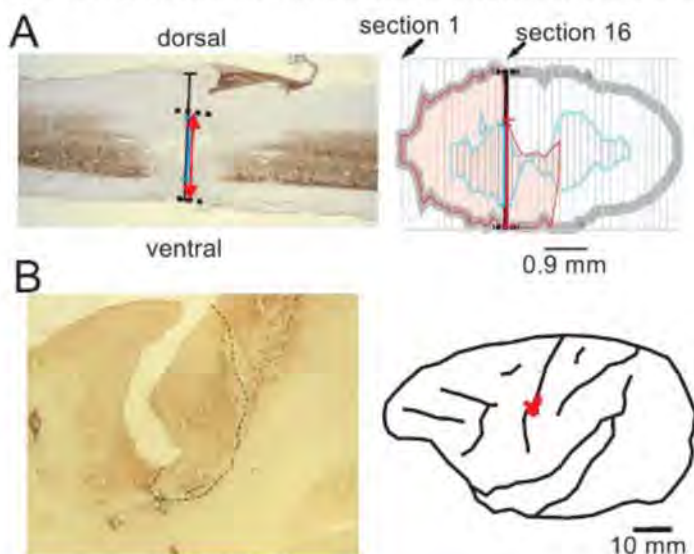 A
dorsal
section 1
section 16
ventral
0.9 mm
B
10 mm